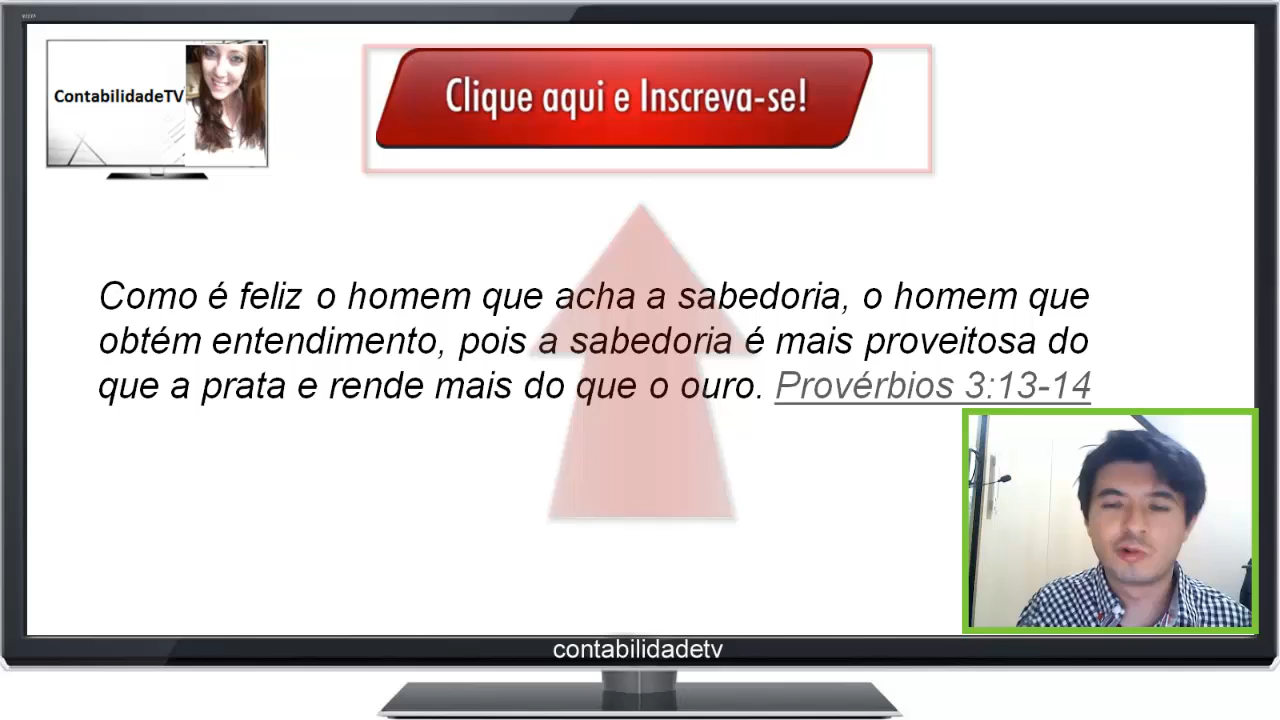 ContabilidadeTV
Clique aqui e Inscreva-se!
Como é feliz o homem que acha a sabedoria, o homem que
obtém entendimento, pois a sabedoria é mais proveitosa do
que a prata e rende mais do que o ouro. Provérbios 3:13-14
contabilidadetv